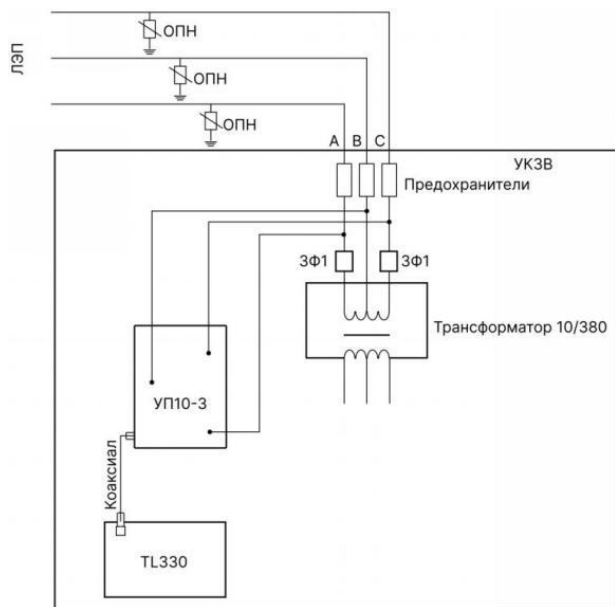 ЛЭП
ОПН
ОПН
ОПН
A B C
УКЗВ
Предохранители
ЗФ1 ЗФ1
Трансформатор 10/380
УП10-3
Коаксиал
TL330